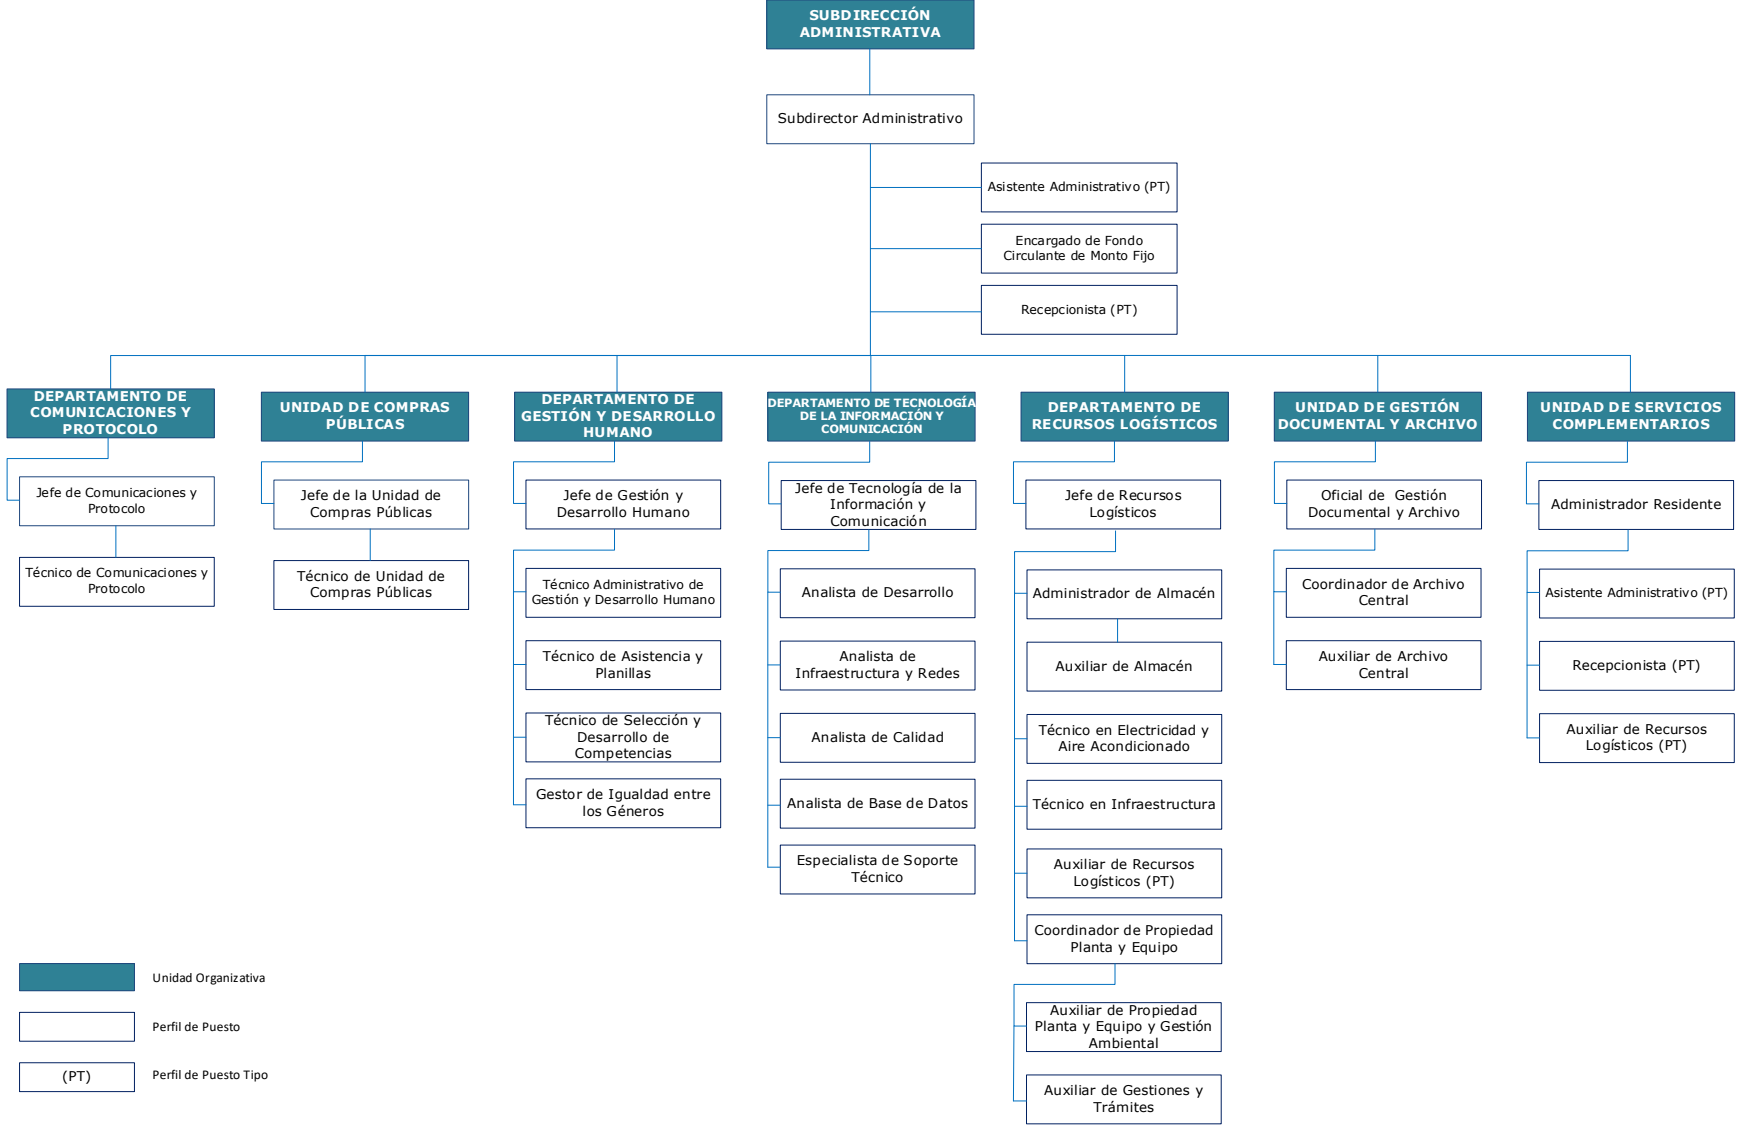 SUBDIRECCIÓN
ADMINISTRATIVA
Subdirector Administrativo
Asistente Administrativo (PT)
Encargado de Fondo
Circulante de Monto Fijo
Recepcionista (PT)
DEPARTAMENTO DE
COMUNICACIONES Y
PROTOCOLO
Jefe de Comunicaciones y
Protocolo
Técnico de Comunicaciones y
Protocolo
UNIDAD DE COMPRAS
PÚBLICAS
Jefe de la Unidad de
Compras Públicas
Técnico de Unidad de
Compras Públicas
DEPARTAMENTO DE
GESTIÓN Y DESARROLLO
HUMANO
Jefe de Gestión y
Desarrollo Humano
Técnico Administrativo de
Gestión y Desarrollo Humano
Técnico de Asistencia y
Planillas
Técnico de Selección y
Desarrollo de
Competencias
Gestor de Igualdad entre
los Géneros
DEPARTAMENTO DE TECNOLOGÍA
DE LA INFORMACIÓN Y
COMUNICACIÓN
Jefe de Tecnología de la
Información y
Comunicación
Analista de Desarrollo
Analista de
Infraestructura y Redes
Analista de Calidad
Analista de Base de Datos
Especialista de Soporte
Técnico
DEPARTAMENTO DE
RECURSOS LOGÍSTICOS
Jefe de Recursos
Logísticos
Administrador de Almacén
Auxiliar de Almacén
Técnico en Electricidad y
Aire Acondicionado
Técnico en Infraestructura
Auxiliar de Recursos
Logísticos (PT)
Coordinador de Propiedad
Planta y Equipo
Auxiliar de Propiedad
Planta y Equipo y Gestión
Ambiental
Auxiliar de Gestiones y
Trámites
UNIDAD DE GESTIÓN
DOCUMENTAL Y ARCHIVO
Oficial de Gestión
Documental y Archivo
Coordinador de Archivo
Central
Auxiliar de Archivo
Central
UNIDAD DE SERVICIOS
COMPLEMENTARIOS
Administrador Residente
Asistente Administrativo (PT)
Recepcionista (PT)
Auxiliar de Recursos
Logísticos (PT)
Unidad Organizativa
Perfil de Puesto
(PT)
Perfil de Puesto Tipo